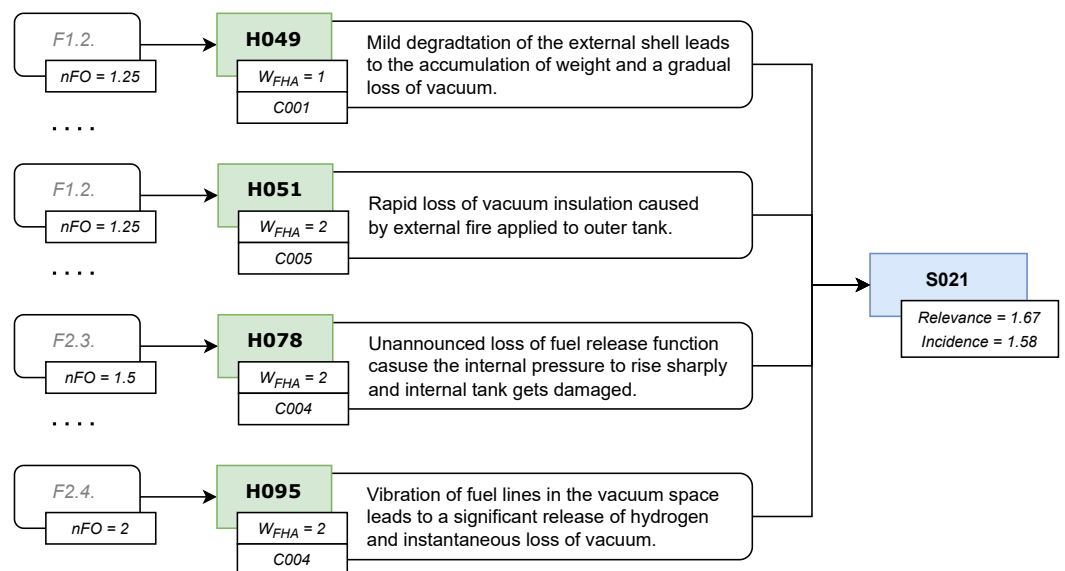 F1.2.
nFO = 1.25
H049
W_FHA = 1
C001
Mild degradtation of the external shell leads
to the accumulation of weight and a gradual
loss of vacuum.
. . . .
F1.2.
nFO = 1.25
H051
W_FHA = 2
C005
Rapid loss of vacuum insulation caused
by external fire applied to outer tank.
. . . .
S021
Relevance = 1.67
Incidence = 1.58
F2.3.
nFO = 1.5
H078
W_FHA = 2
C004
Unannounced loss of fuel release function
casuse the internal pressure to rise sharply
and internal tank gets damaged.
. . . .
F2.4.
nFO = 2
H095
W_FHA = 2
C004
Vibration of fuel lines in the vacuum space
leads to a significant release of hydrogen
and instantaneous loss of vacuum.